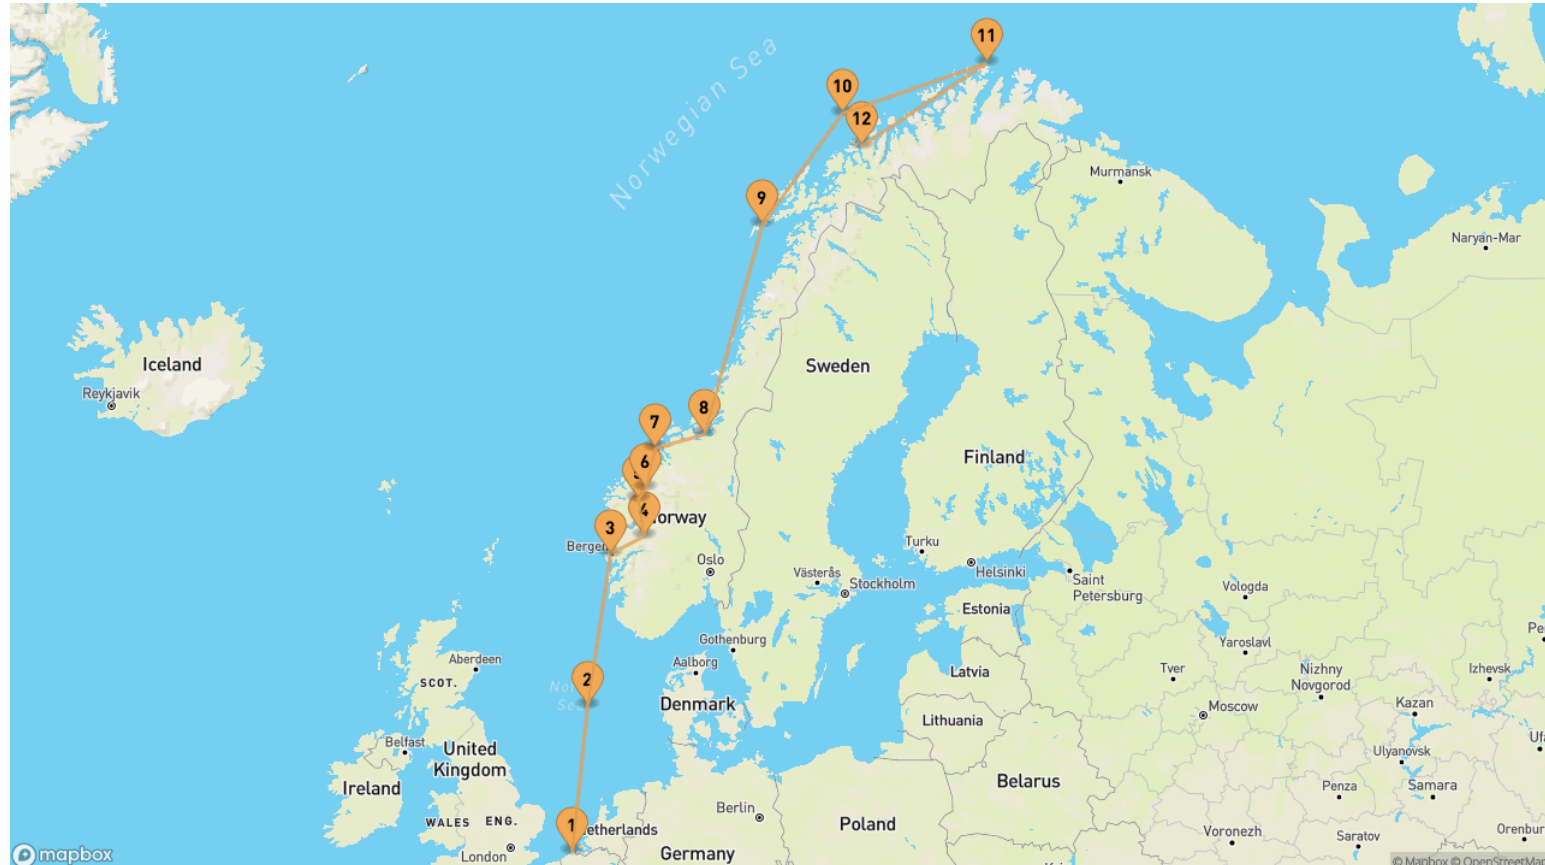 11
10
12
Norwegian Sea
9
Murmansk
Naryan-Mar
Iceland
Reykjavik
Sweden
8
7
6
Finland
4
3
Norway
Bergen
Oslo
Turku
Helsinki
Västerås
Stockholm
Saint
Petersburg
Vologda
Estonia
Gothenburg
Yaroslavl
Aberdeen
SCOT.
Aalborg
Latvia
Tver
Nizhny
Novgorod
Izhevsk
2
Denmark
Lithuania
Moscow
Kazan
Belfast
United
Kingdom
Ulyanovsk
Ireland
Belarus
Penza
Samara
Berlin
1
etherlands
WALES
ENG.
Poland
Voronezh
Saratov
Orenbur
London
Germany
mapbox
© Mapbox © OpenStreetMap